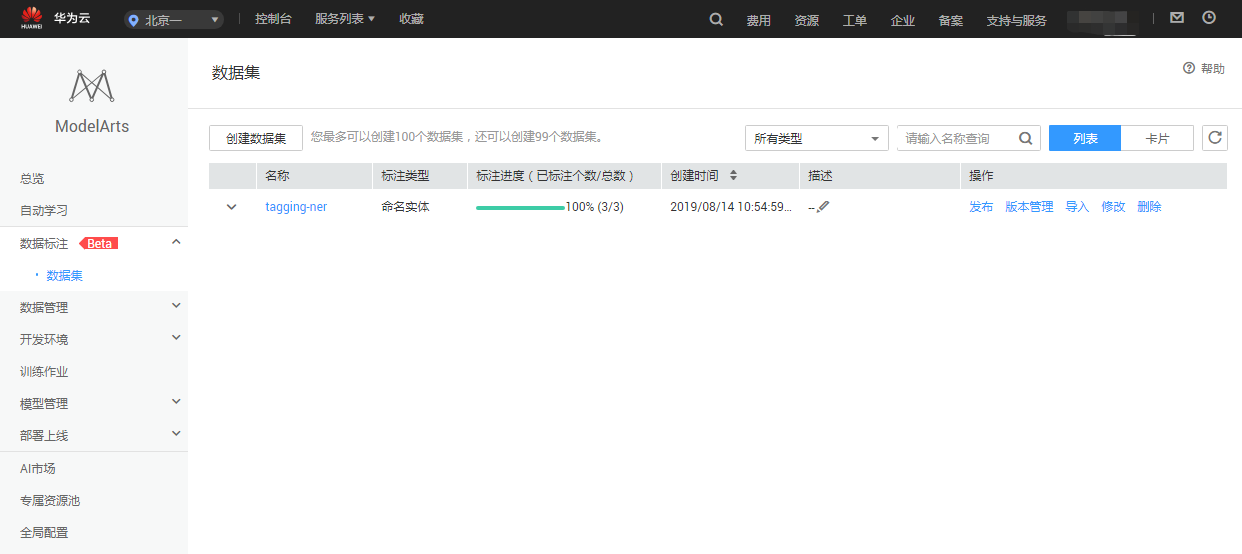 HUAWEI 华为云 北京一 控制台 服务列表 收藏 费用 资源 工单 企业 备案 支持与服务
ModelArts
总览
自动学习
数据标注 Beta
数据集
数据管理
开发环境
训练作业
模型管理
部署上线
AI市场
专属资源池
全局配置
数据集
帮助
创建数据集 您最多可以创建100个数据集，还可以创建99个数据集。 所有类型 请输入名称查询 列表 卡片
名称 标注类型 标注进度（已标注个数/总数） 创建时间 描述 操作
tagging-ner 命名实体 100% (3/3) 2019/08/14 10:54:59... -- 发布 版本管理 导入 修改 删除